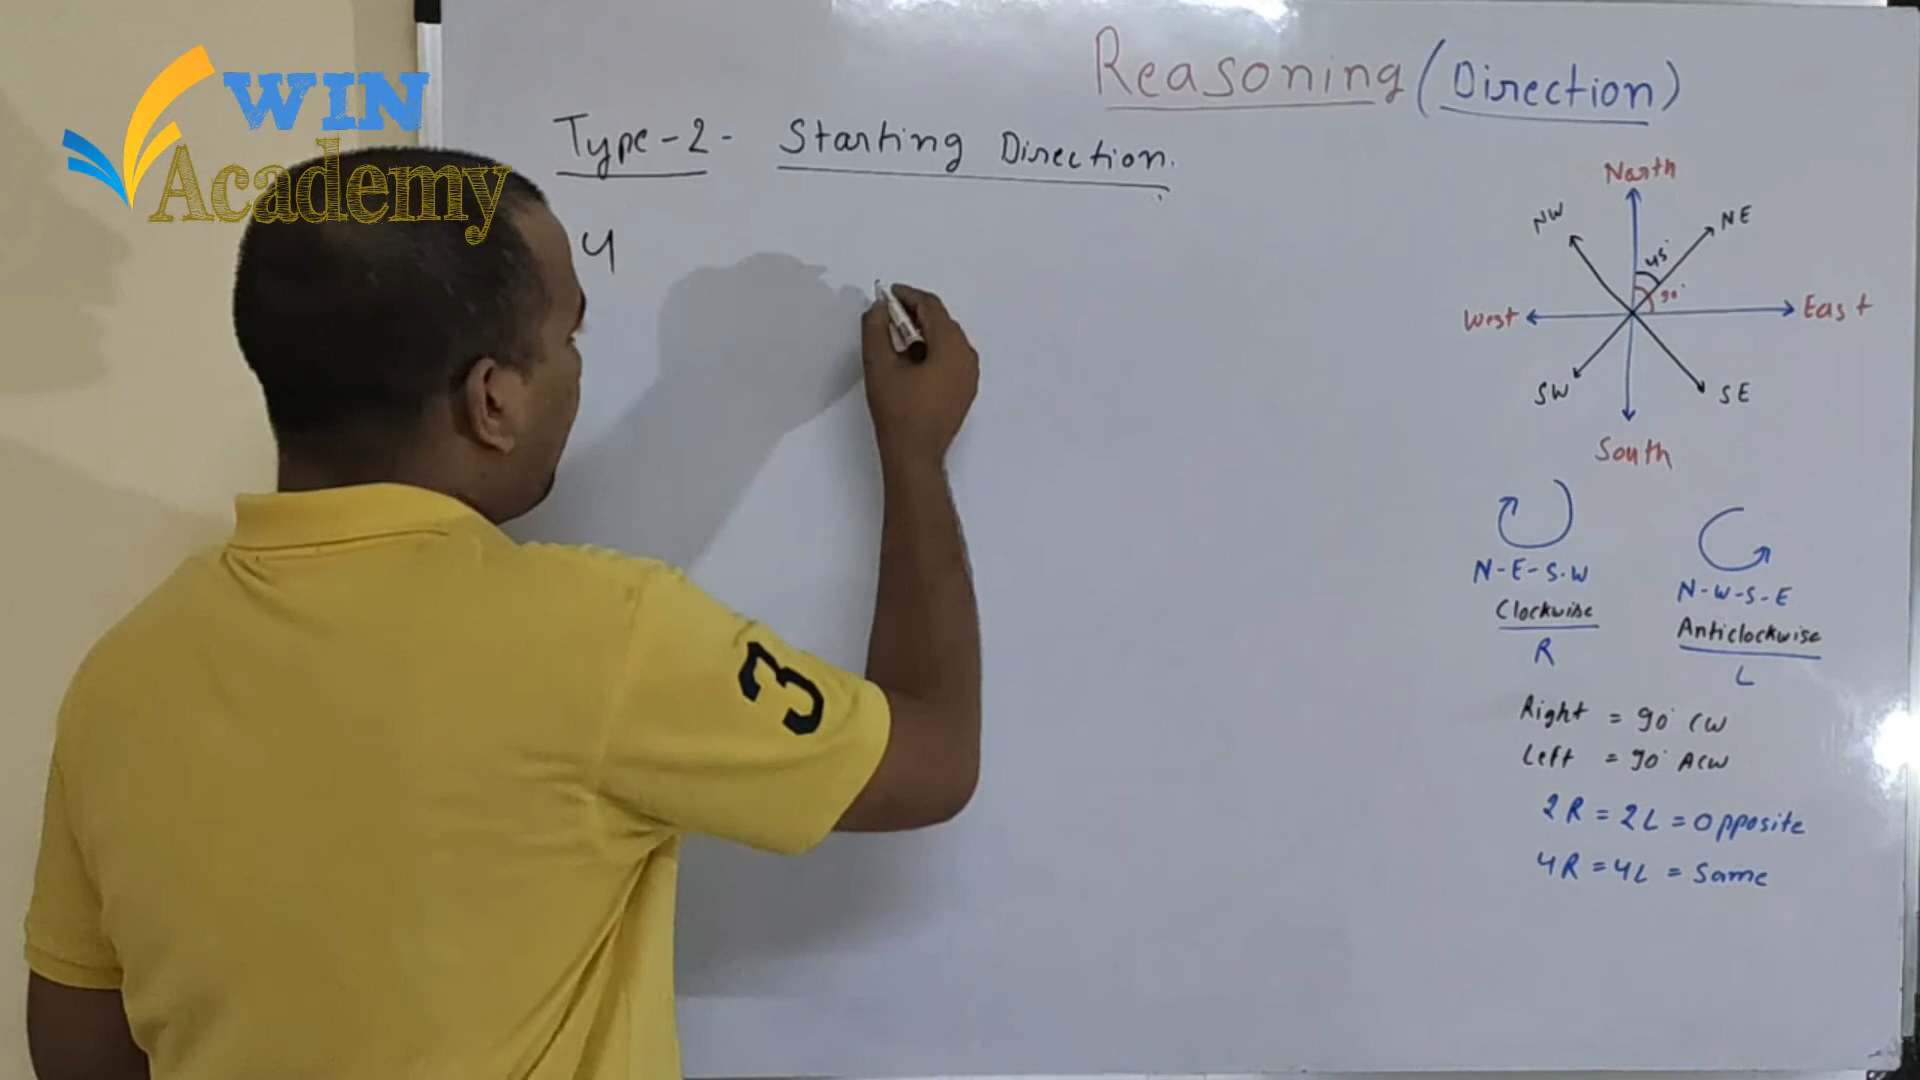 WIN
Academy
Reasoning (Direction)
Type-2- Starting Direction.
4
North
NW
NE
45°
90°
West
East
SW
SE
South
N-E-S-W
Clockwise
R
N-W-S-E
Anticlockwise
L
Right = 90° CW
Left = 90° ACW
2R = 2L = Opposite
4R = 4L = Same
3